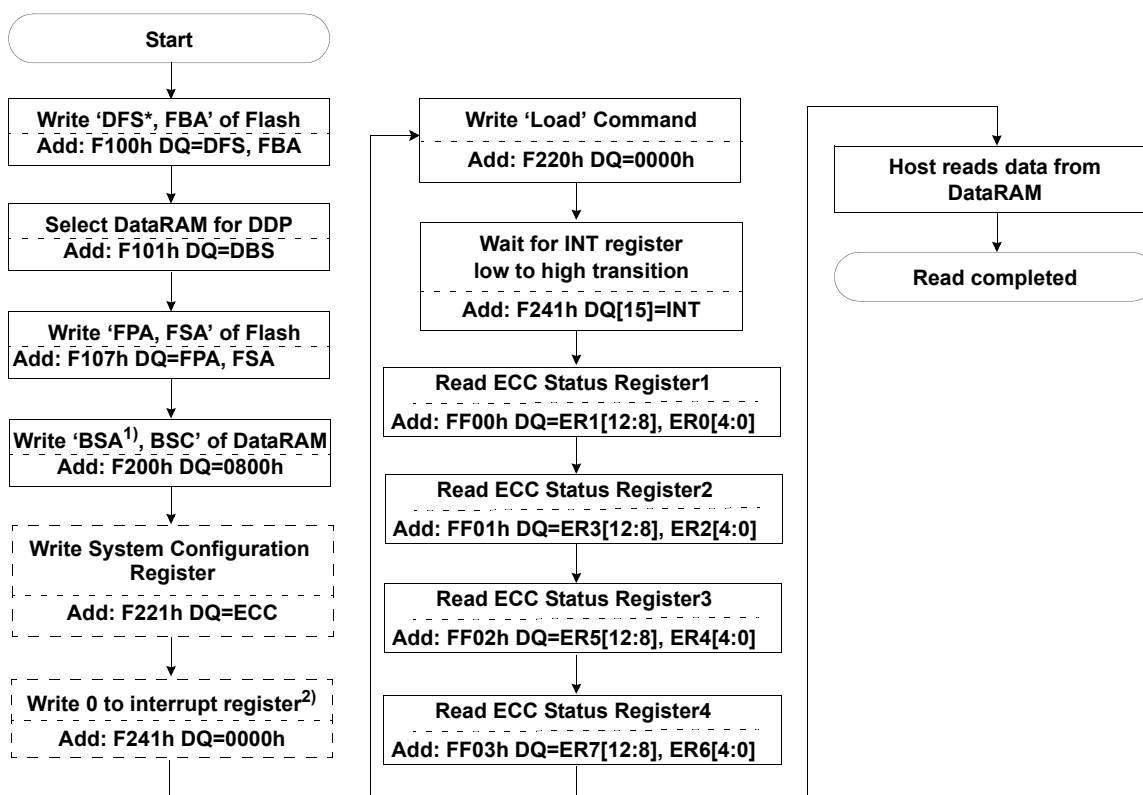 Start
Write ‘DFS*, FBA’ of Flash
Add: F100h DQ=DFS, FBA
Select DataRAM for DDP
Add: F101h DQ=DBS
Write ‘FPA, FSA’ of Flash
Add: F107h DQ=FPA, FSA
Write ‘BSA1), BSC’ of DataRAM
Add: F200h DQ=0800h
Write System Configuration
Register
Add: F221h DQ=ECC
Write 0 to interrupt register2)
Add: F241h DQ=0000h
Write ‘Load’ Command
Add: F220h DQ=0000h
Wait for INT register
low to high transition
Add: F241h DQ[15]=INT
Read ECC Status Register1
Add: FF00h DQ=ER1[12:8], ER0[4:0]
Read ECC Status Register2
Add: FF01h DQ=ER3[12:8], ER2[4:0]
Read ECC Status Register3
Add: FF02h DQ=ER5[12:8], ER4[4:0]
Read ECC Status Register4
Add: FF03h DQ=ER7[12:8], ER6[4:0]
Host reads data from
DataRAM
Read completed